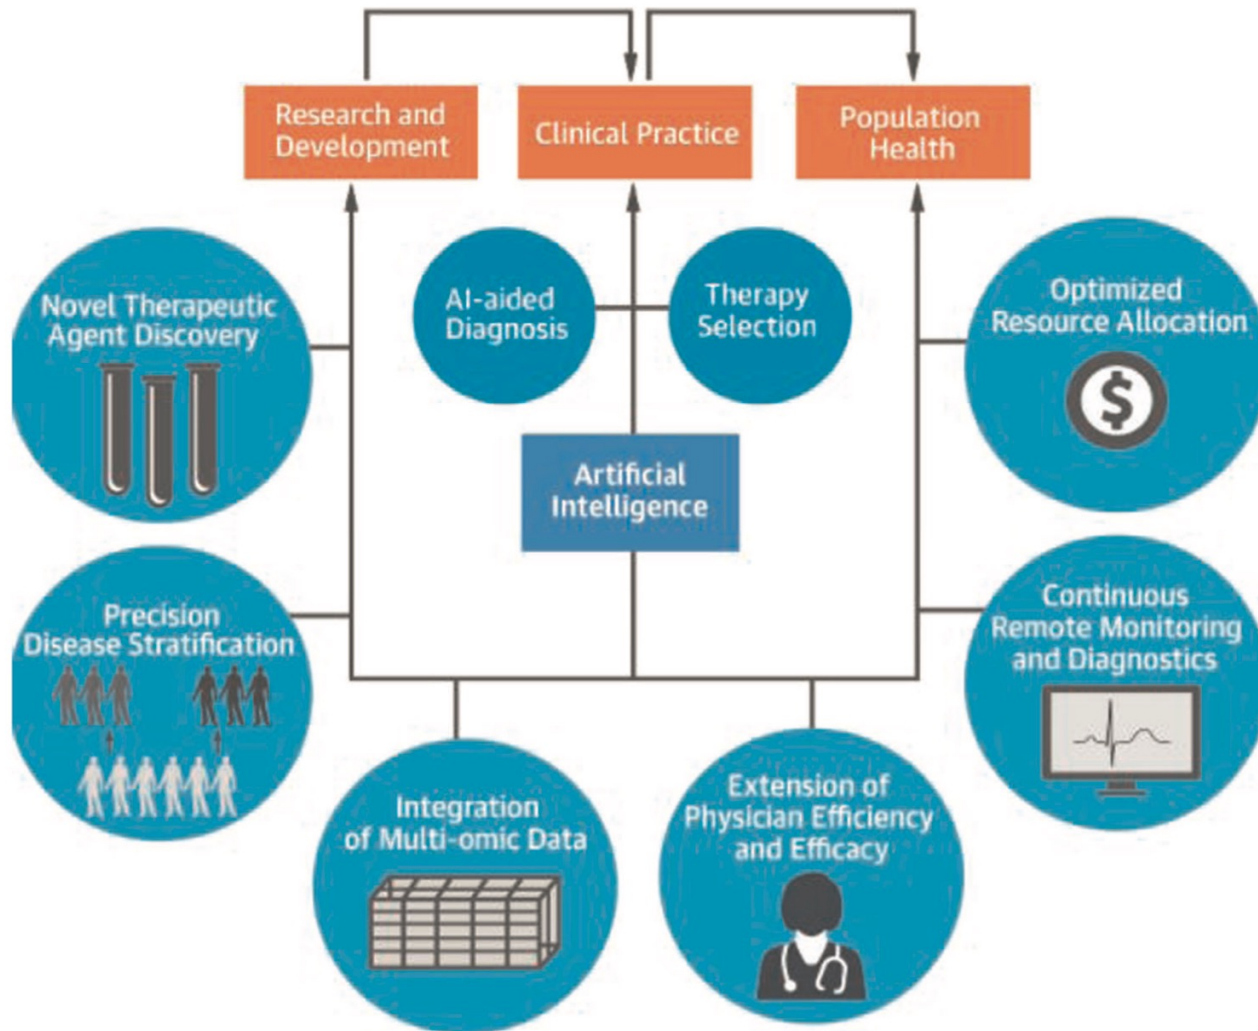 Research and
Development
Clinical Practice
Population
Health
Novel Therapeutic
Agent Discovery
AI-aided
Diagnosis
Therapy
Selection
Optimized
Resource Allocation
$
Artificial
Intelligence
Precision
Disease Stratification
Continuous
Remote Monitoring
and Diagnostics
Integration
of Multi-omic Data
Extension of
Physician Efficiency
and Efficacy